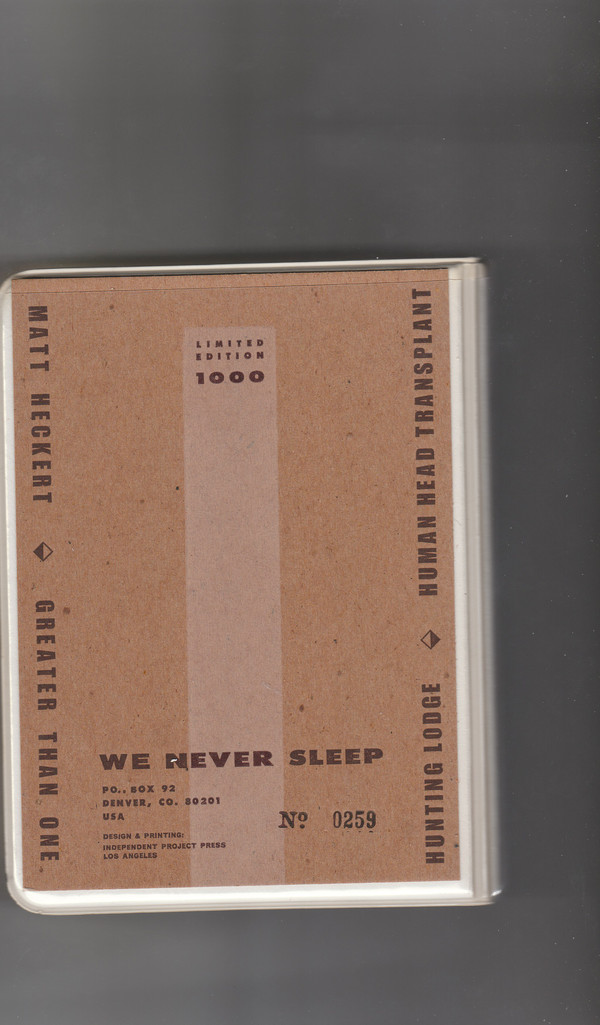 MATT HECKERT
GREATER THAN ONE
LIMITED
EDITION
1000
HUMAN HEAD TRANSPLANT
HUNTING LODGE
WE NEVER SLEEP
PO., BOX 92
DENVER, CO. 80201
USA
DESIGN & PRINTING:
INDEPENDENT PROJECT PRESS
LOS ANGELES
Nº 0259